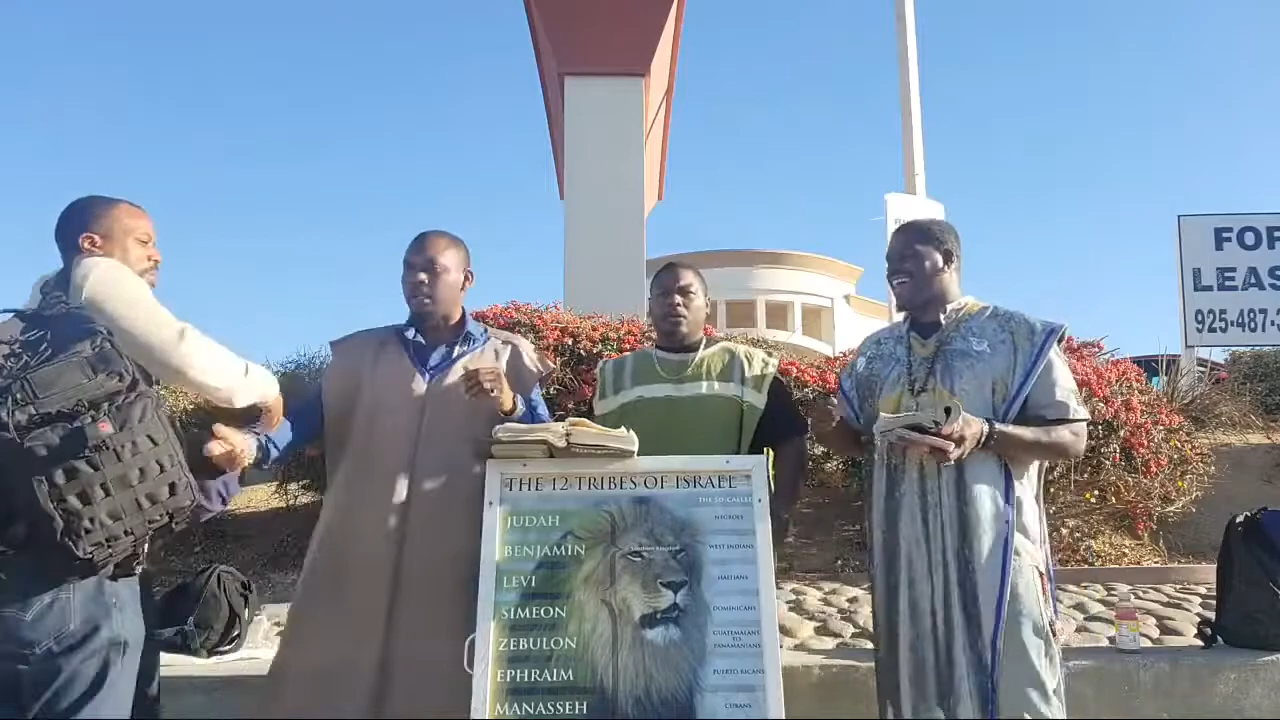 THE 12 TRIBES OF ISRAEL
THE SO-CALLED
JUDAH
NEGROES
BENJAMIN
WEST INDIANS
LEVI
HAITIANS
SIMEON
DOMINICANS
ZEBULON
GUATEMALANS
TO
PANAMANIANS
EPHRAIM
PUERTO RICANS
MANASSEH
CUBANS
FOR
LEAS
925-487-